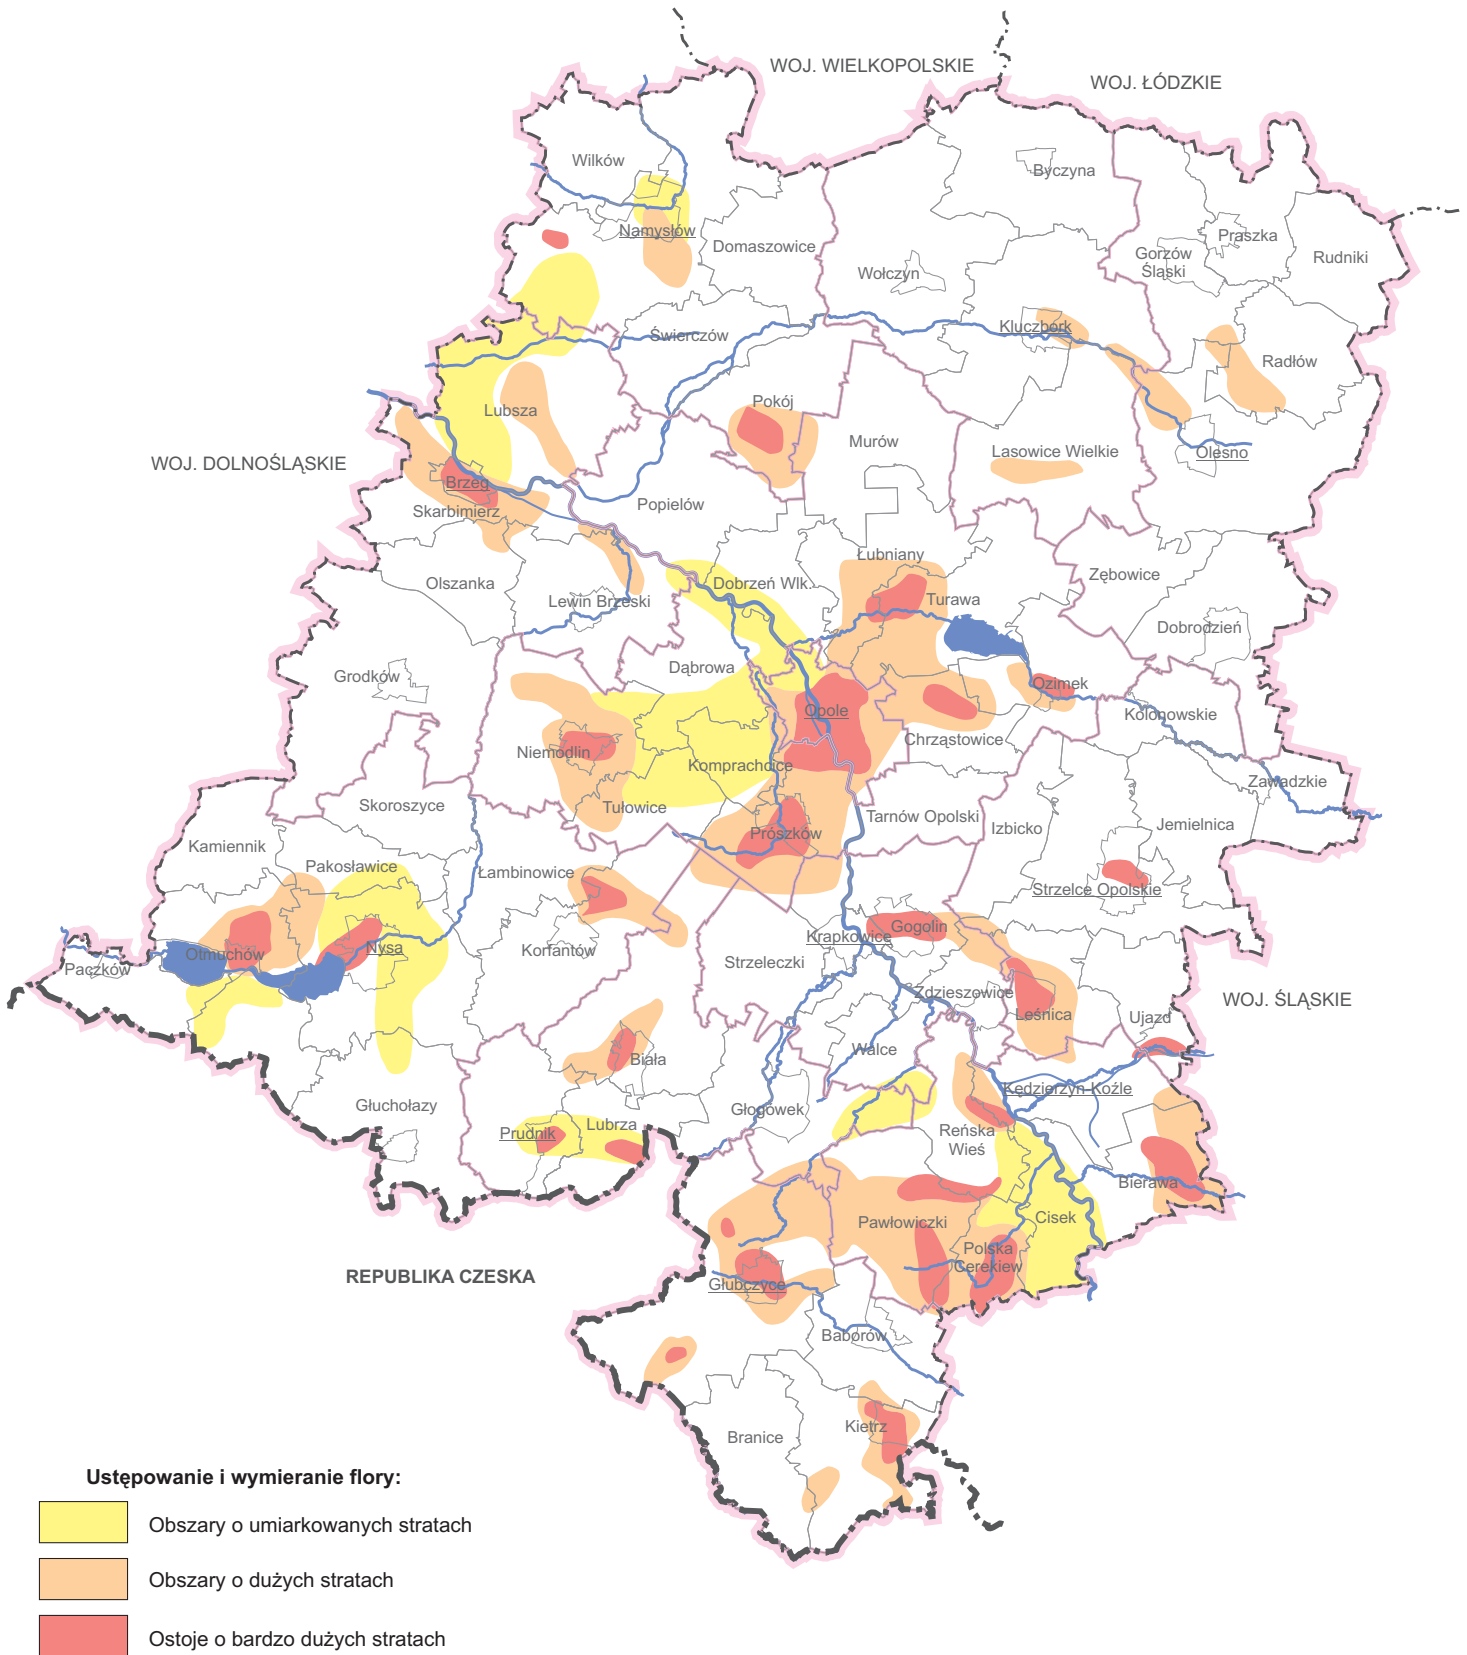 WOJ. WIELKOPOLSKIE
WOJ. ŁÓDZKIE
Wilków
Byczyna
Namysłów
Domaszowice
Praszka
Gorzów
Śląski
Rudniki
Wołczyn
Świerczów
Kluczbork
Radłów
Lubsza
Pokój
Murów
Lasowice Wielkie
Olesno
WOJ. DOLNOŚLĄSKIE
Brzeg
Skarbimierz
Popielów
Łubniany
Olszanka
Dobrzeń Wlk.
Zębowice
Lewin Brzeski
Turawa
Dobrodzień
Grodków
Dąbrowa
Ozimek
Opole
Kolonowskie
Niemodlin
Chrząstowice
Komprachcice
Zawadzkie
Skoroszyce
Tułowice
Tarnów Opolski
Izbicko
Jemielnica
Kamiennik
Prószków
Pakosławice
Łambinowice
Strzelce Opolskie
Otmuchów
Nysa
Korfantów
Krapkowice
Gogolin
Paczków
Strzeleczki
Zdzieszowice
WOJ. ŚLĄSKIE
Leśnica
Ujazd
Biała
Walce
Kędzierzyn-Koźle
Głuchołazy
Głogówek
Prudnik
Lubrza
Reńska
Wieś
Bierawa
Pawłowiczki
Cisek
Polska
Cerekiew
REPUBLIKA CZESKA
Głubczyce
Baborów
Branice
Kietrz
Ustępowanie i wymieranie flory:
Obszary o umiarkowanych stratach
Obszary o dużych stratach
Ostoje o bardzo dużych stratach